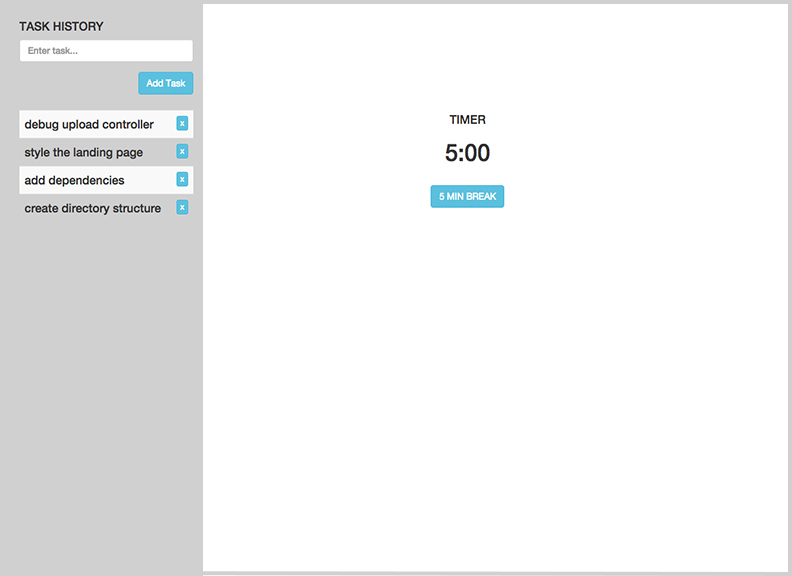 TASK HISTORY
Enter task...
Add Task
debug upload controller x
style the landing page x
add dependencies x
create directory structure x
TIMER
5:00
5 MIN BREAK